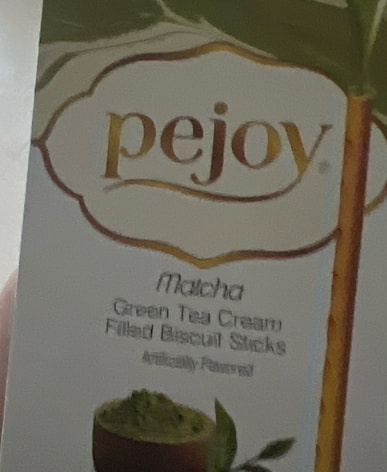 pejoy®
Matcha
Green Tea Cream
Filled Biscuit Sticks
Artificially Flavored